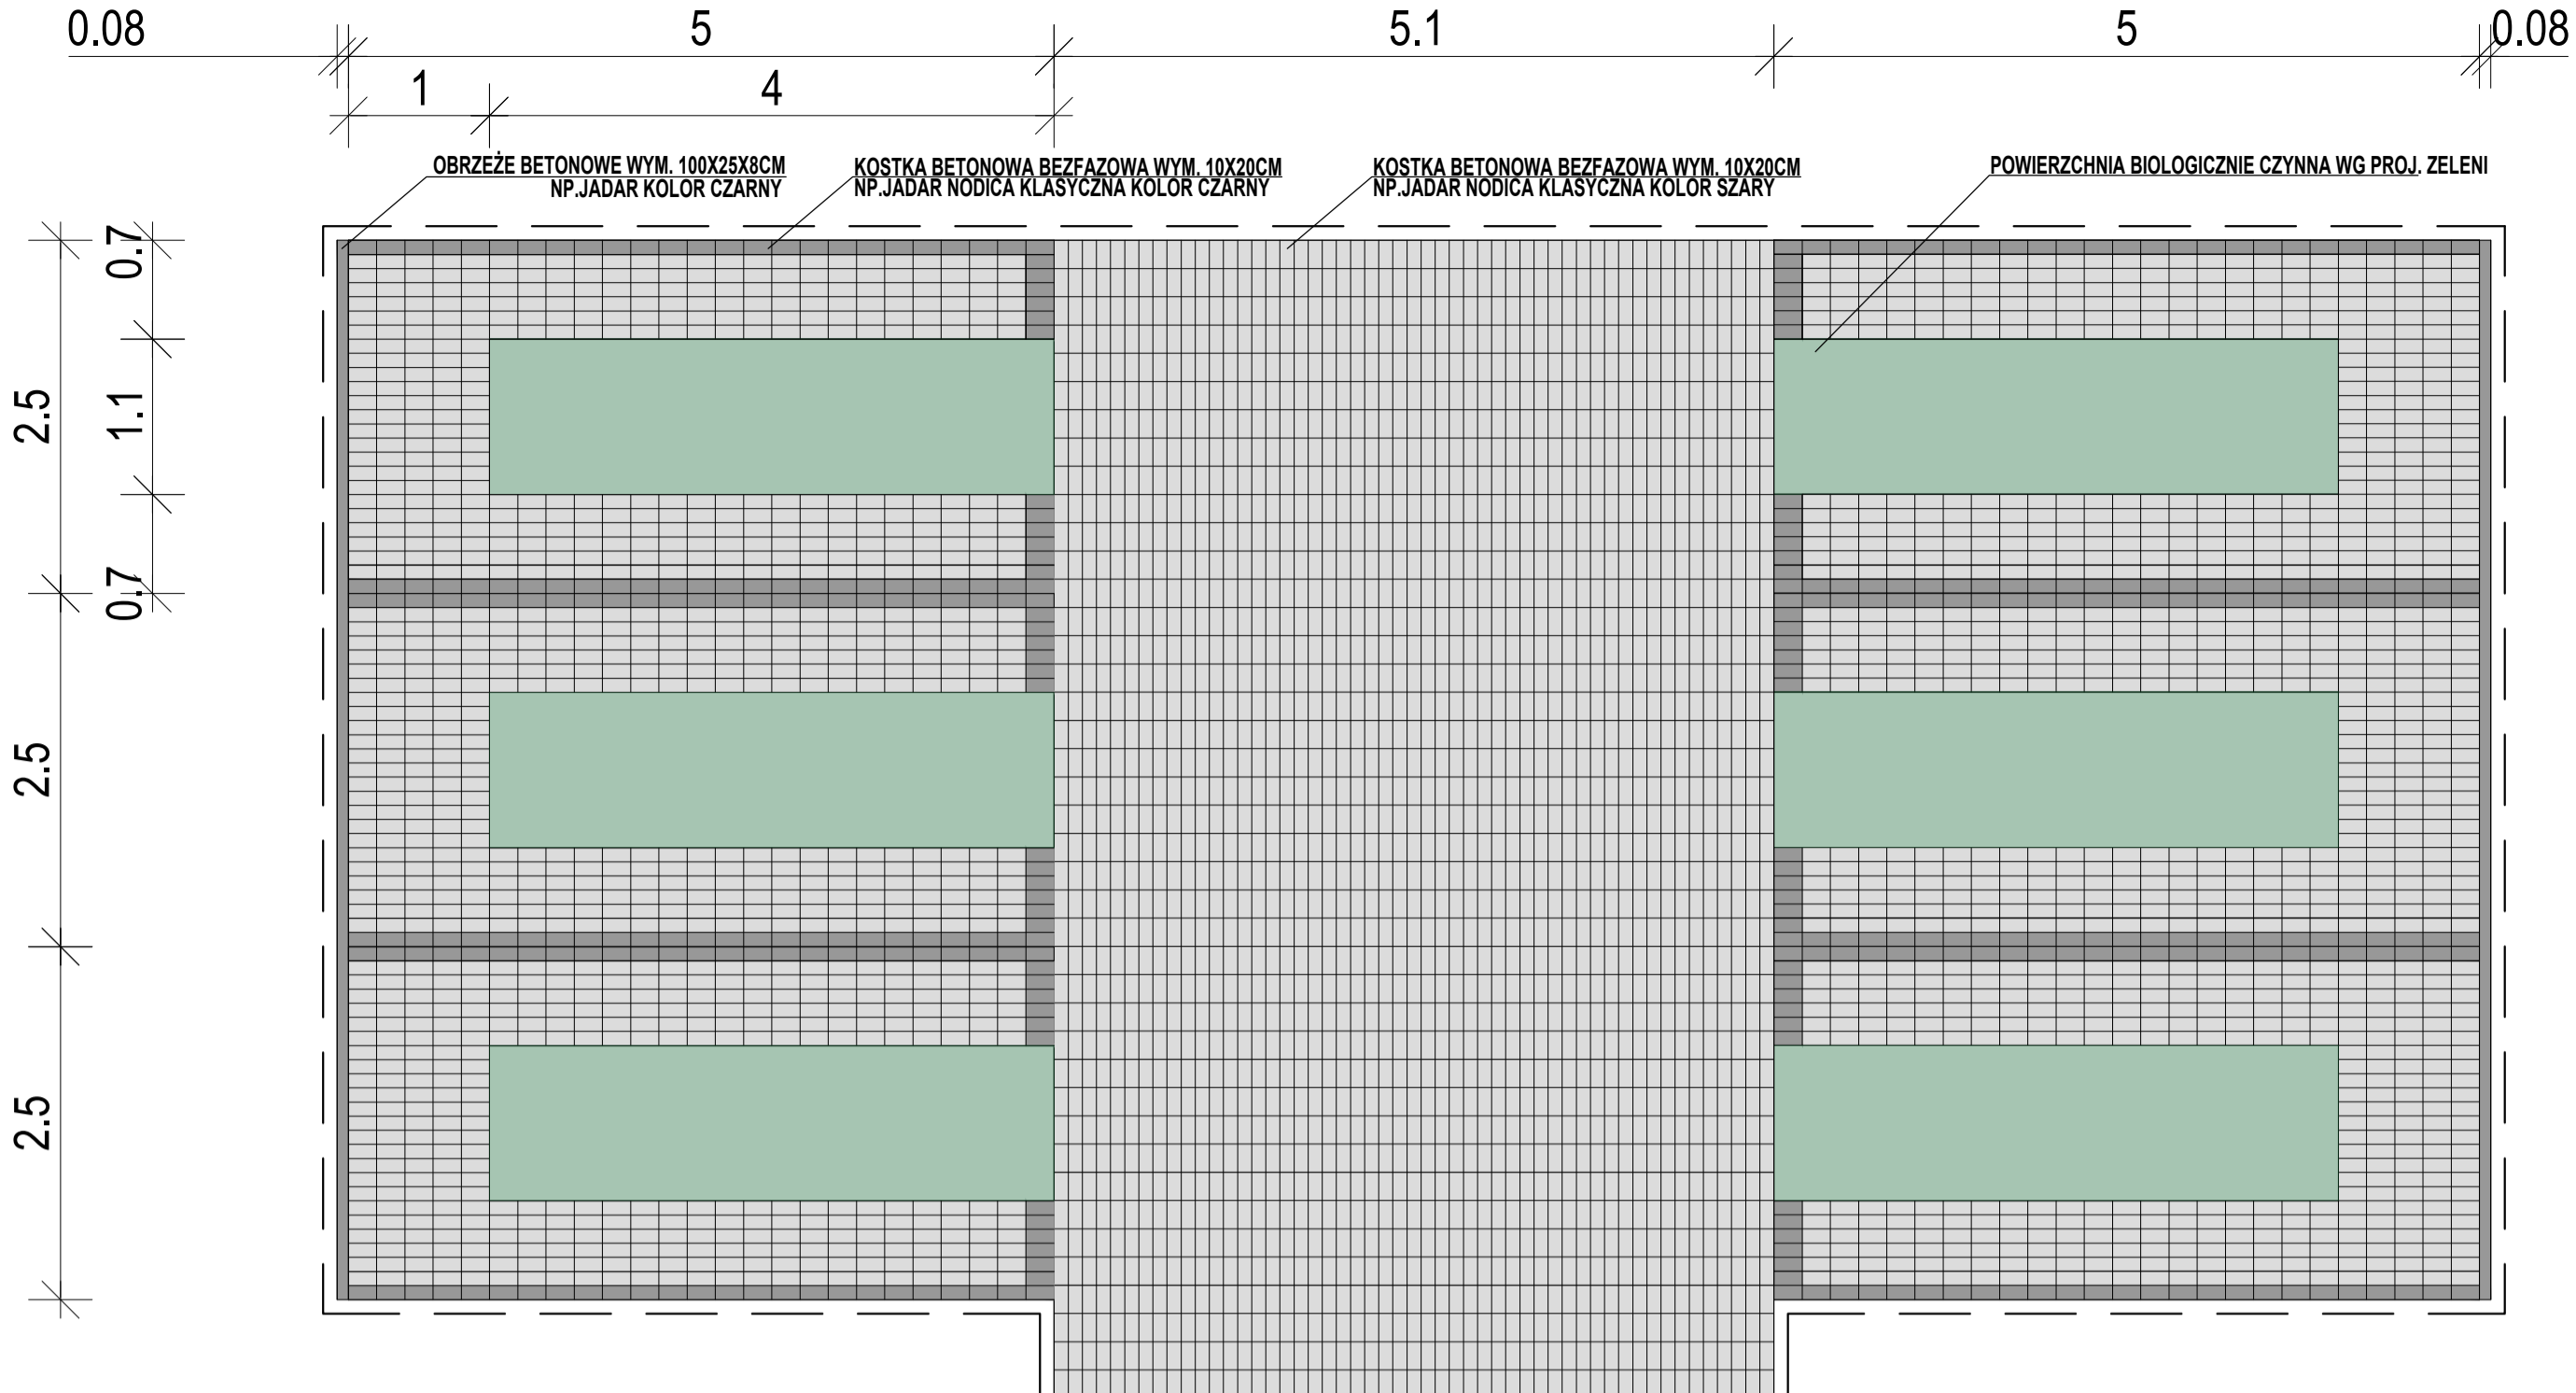 0.08 5 5.1 5 0.08
1 4
OBRZEŻE BETONOWE WYM. 100X25X8CM
NP.JADAR KOLOR CZARNY
KOSTKA BETONOWA BEZFAZOWA WYM. 10X20CM
NP.JADAR NODICA KLASYCZNA KOLOR CZARNY
KOSTKA BETONOWA BEZFAZOWA WYM. 10X20CM
NP.JADAR NODICA KLASYCZNA KOLOR SZARY
POWIERZCHNIA BIOLOGICZNIE CZYNNA WG PROJ. ZELENI
0.7
2.5
1.1
0.7
2.5
2.5